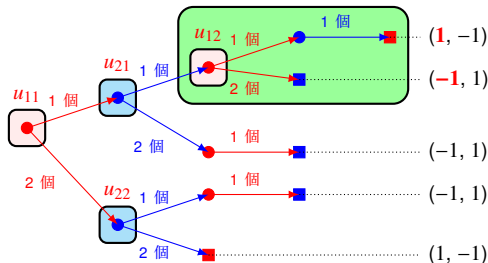 u₁₂ 1 個 1 個 (1, −1)
u₂₁ 1 個 2 個 (−1, 1)
u₁₁ 1 個
2 個 1 個 (−1, 1)
2 個 u₂₂ 1 個 1 個 (−1, 1)
2 個 (1, −1)